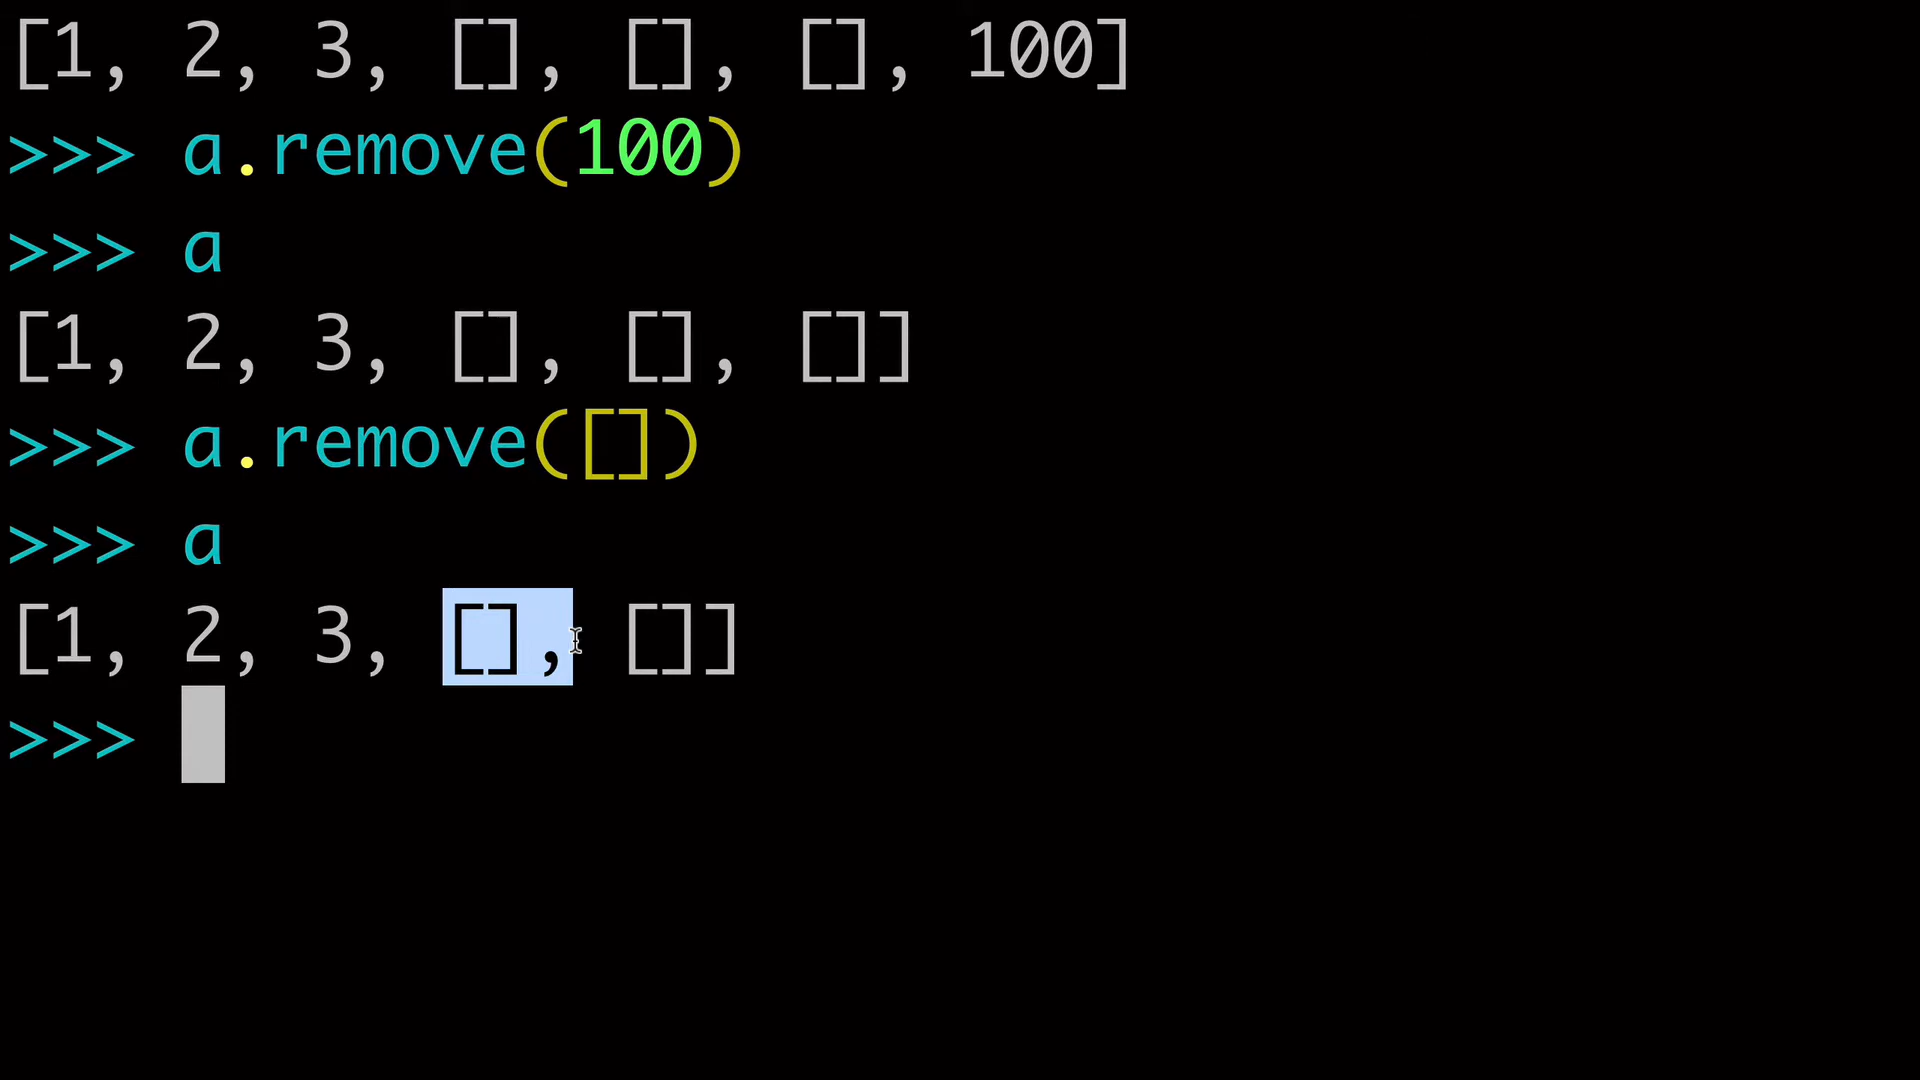 [1, 2, 3, [], [], [], 100]
>>> a.remove(100)
>>> a
[1, 2, 3, [], [], []]
>>> a.remove([])
>>> a
[1, 2, 3, [], []]
>>>